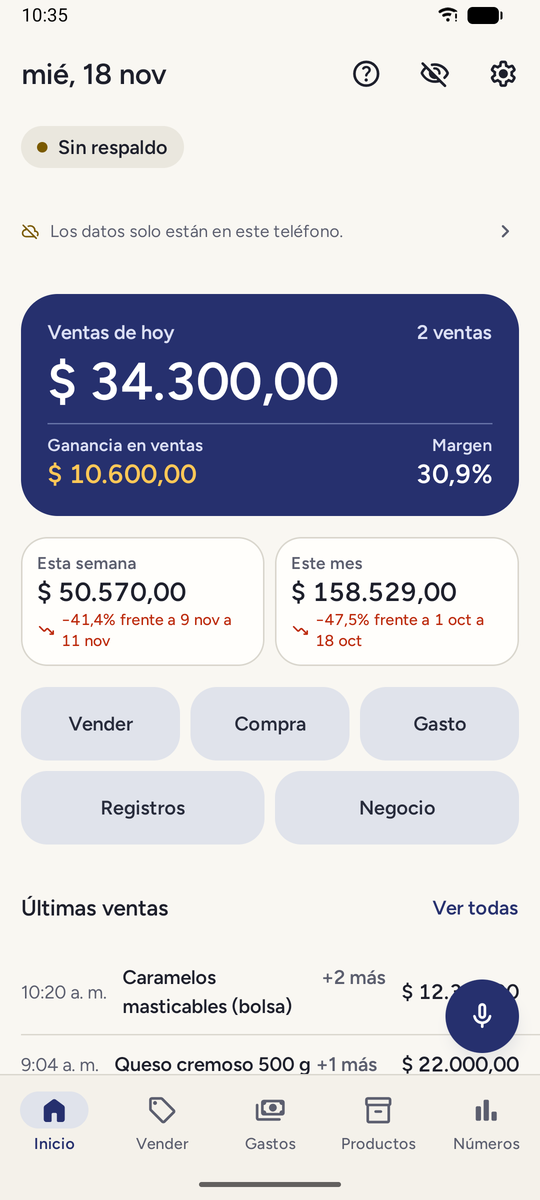 10:35
mié, 18 nov
Sin respaldo
Los datos solo están en este teléfono.
Ventas de hoy
2 ventas
$ 34.300,00
Ganancia en ventas
Margen
$ 10.600,00
30,9%
Esta semana
$ 50.570,00
−41,4% frente a 9 nov a
11 nov
Este mes
$ 158.529,00
−47,5% frente a 1 oct a
18 oct
Vender
Compra
Gasto
Registros
Negocio
Últimas ventas
Ver todas
10:20 a. m.
Caramelos
masticables (bolsa)
+2 más
9:04 a. m.
Queso cremoso 500 g
+1 más
$ 22.000,00
Inicio
Vender
Gastos
Productos
Números